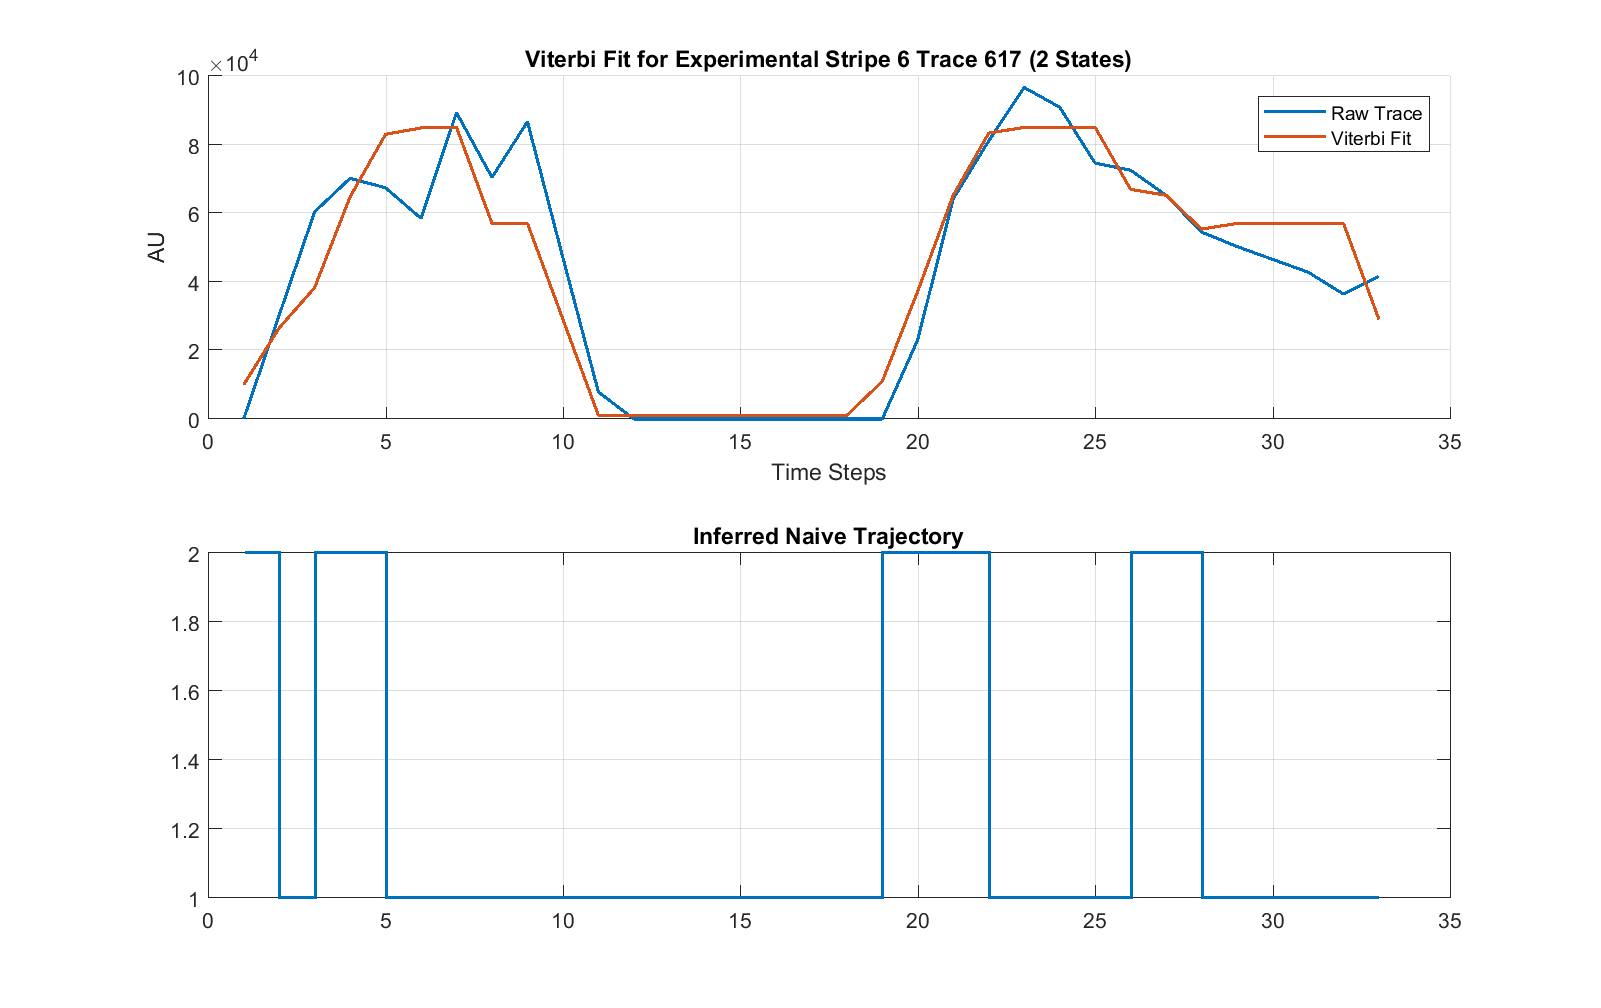 Viterbi Fit for Experimental Stripe 6 Trace 617 (2 States)
×10^4
10
8
6
4
2
0
AU
Raw Trace
Viterbi Fit
0 5 10 15 20 25 30 35
Time Steps
Inferred Naive Trajectory
2
1.8
1.6
1.4
1.2
1
0 5 10 15 20 25 30 35